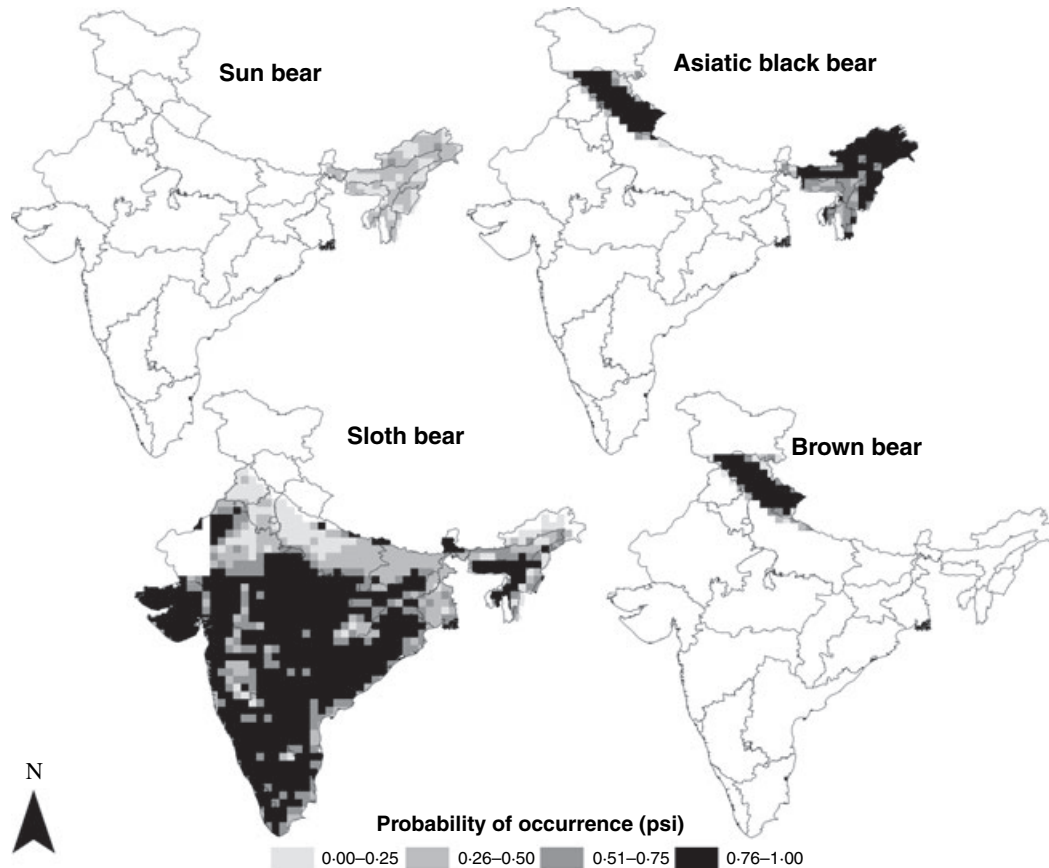 Sun bear
Asiatic black bear
Sloth bear
Brown bear
N
Probability of occurrence (psi)
0·00–0·25 0·26–0·50 0·51–0·75 0·76–1·00